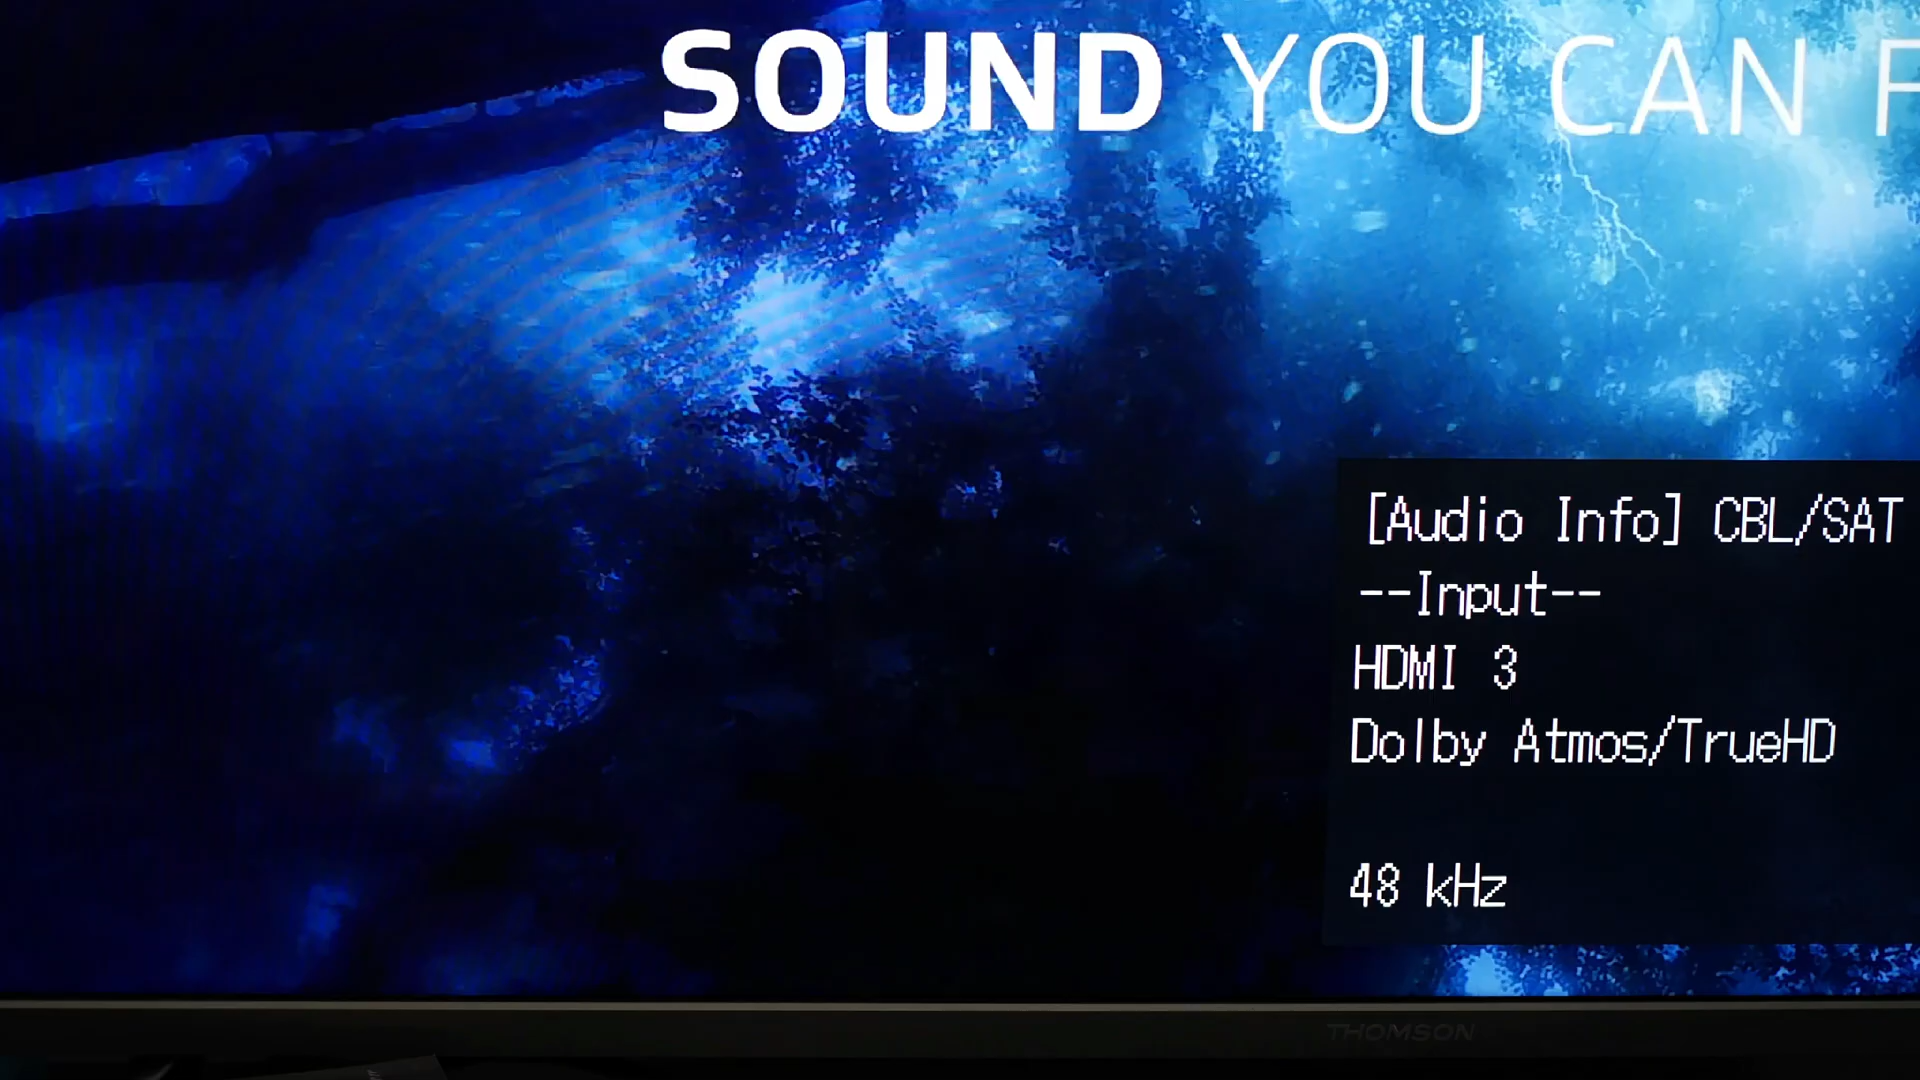 SOUND YOU CAN F
[Audio Info] CBL/SAT
--Input--
HDMI 3
Dolby Atmos/TrueHD
48 kHz
THOMSON